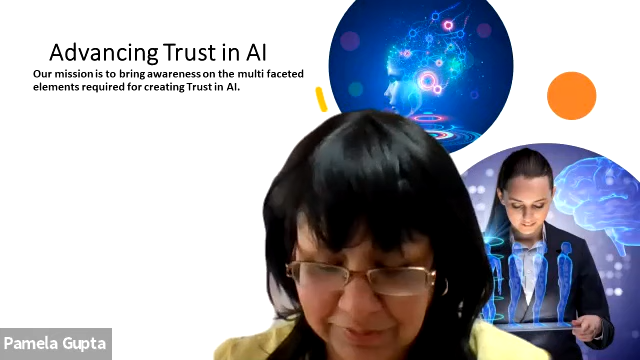 Advancing Trust in AI
Our mission is to bring awareness on the multi faceted
elements required for creating Trust in AI.
Pamela Gupta